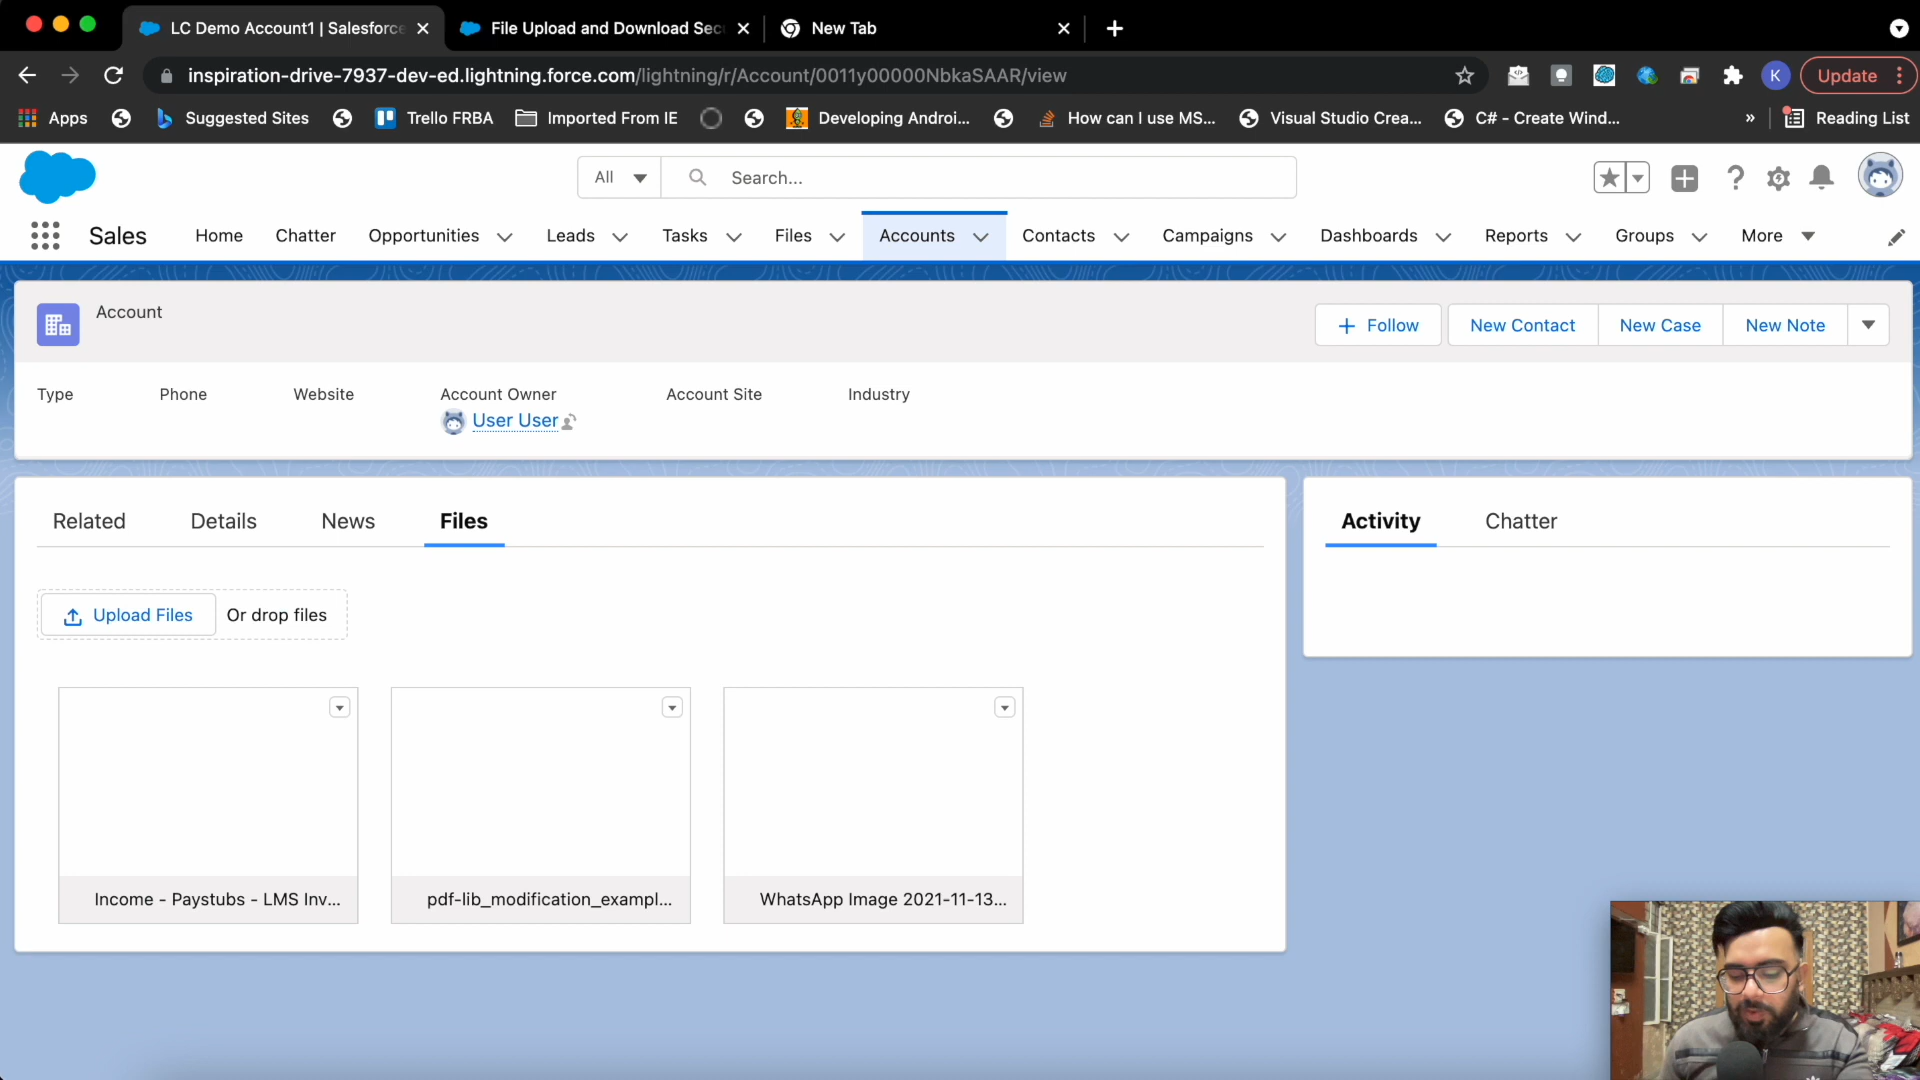 LC Demo Account1 | Salesforce
File Upload and Download Sec
New Tab
inspiration-drive-7937-dev-ed.lightning.force.com/lightning/r/Account/0011y00000NbkaSAAR/view
K
Update
Apps
Suggested Sites
Trello FRBA
Imported From IE
Developing Androi...
How can I use MS...
Visual Studio Crea...
C# - Create Wind...
»
Reading List
All
Search...
Sales
Home
Chatter
Opportunities
Leads
Tasks
Files
Accounts
Contacts
Campaigns
Dashboards
Reports
Groups
More
Account
Follow
New Contact
New Case
New Note
Type
Phone
Website
Account Owner
Account Site
Industry
User User
Related
Details
News
Files
Activity
Chatter
Upload Files
Or drop files
Income - Paystubs - LMS Inv...
pdf-lib_modification_exampl...
WhatsApp Image 2021-11-13...